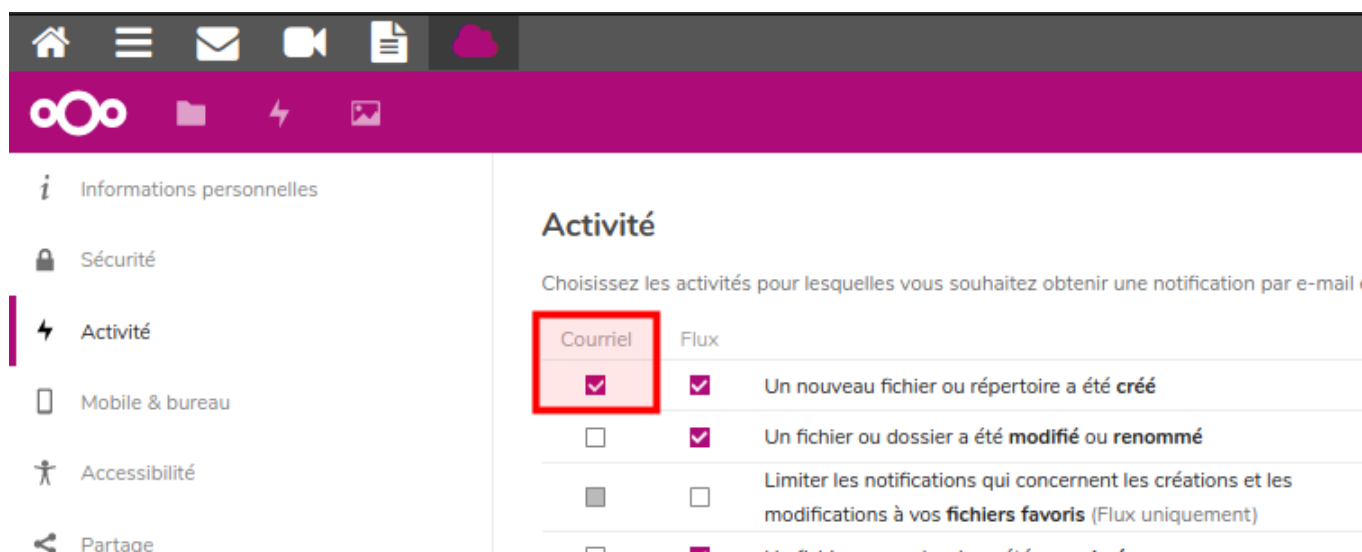 Informations personnelles
Sécurité
Activité
Mobile & bureau
Accessibilité
Partage
Activité
Choisissez les activités pour lesquelles vous souhaitez obtenir une notification par e-mail
Courriel Flux
Un nouveau fichier ou répertoire a été créé
Un fichier ou dossier a été modifié ou renommé
Limiter les notifications qui concernent les créations et les
modifications à vos fichiers favoris (Flux uniquement)